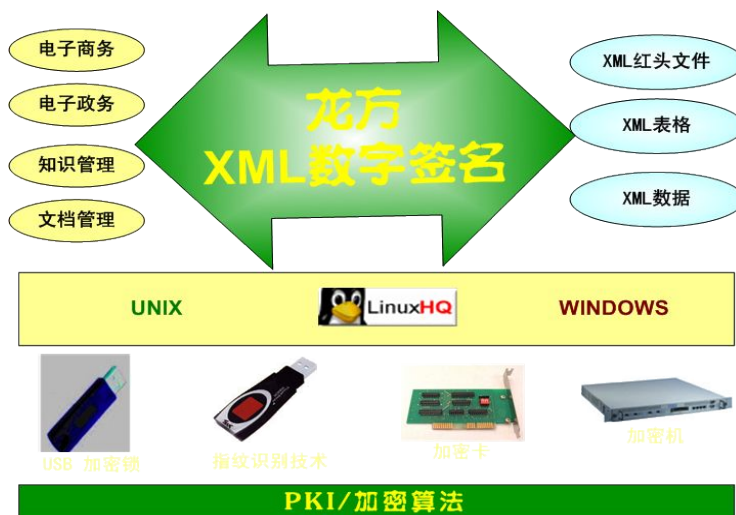 电子商务
电子政务
知识管理
文档管理
龙方
XML数字签名
XML红头文件
XML表格
XML数据
UNIX
LinuxHQ
WINDOWS
USB 加密锁
指纹识别技术
加密卡
加密机
PKI/加密算法